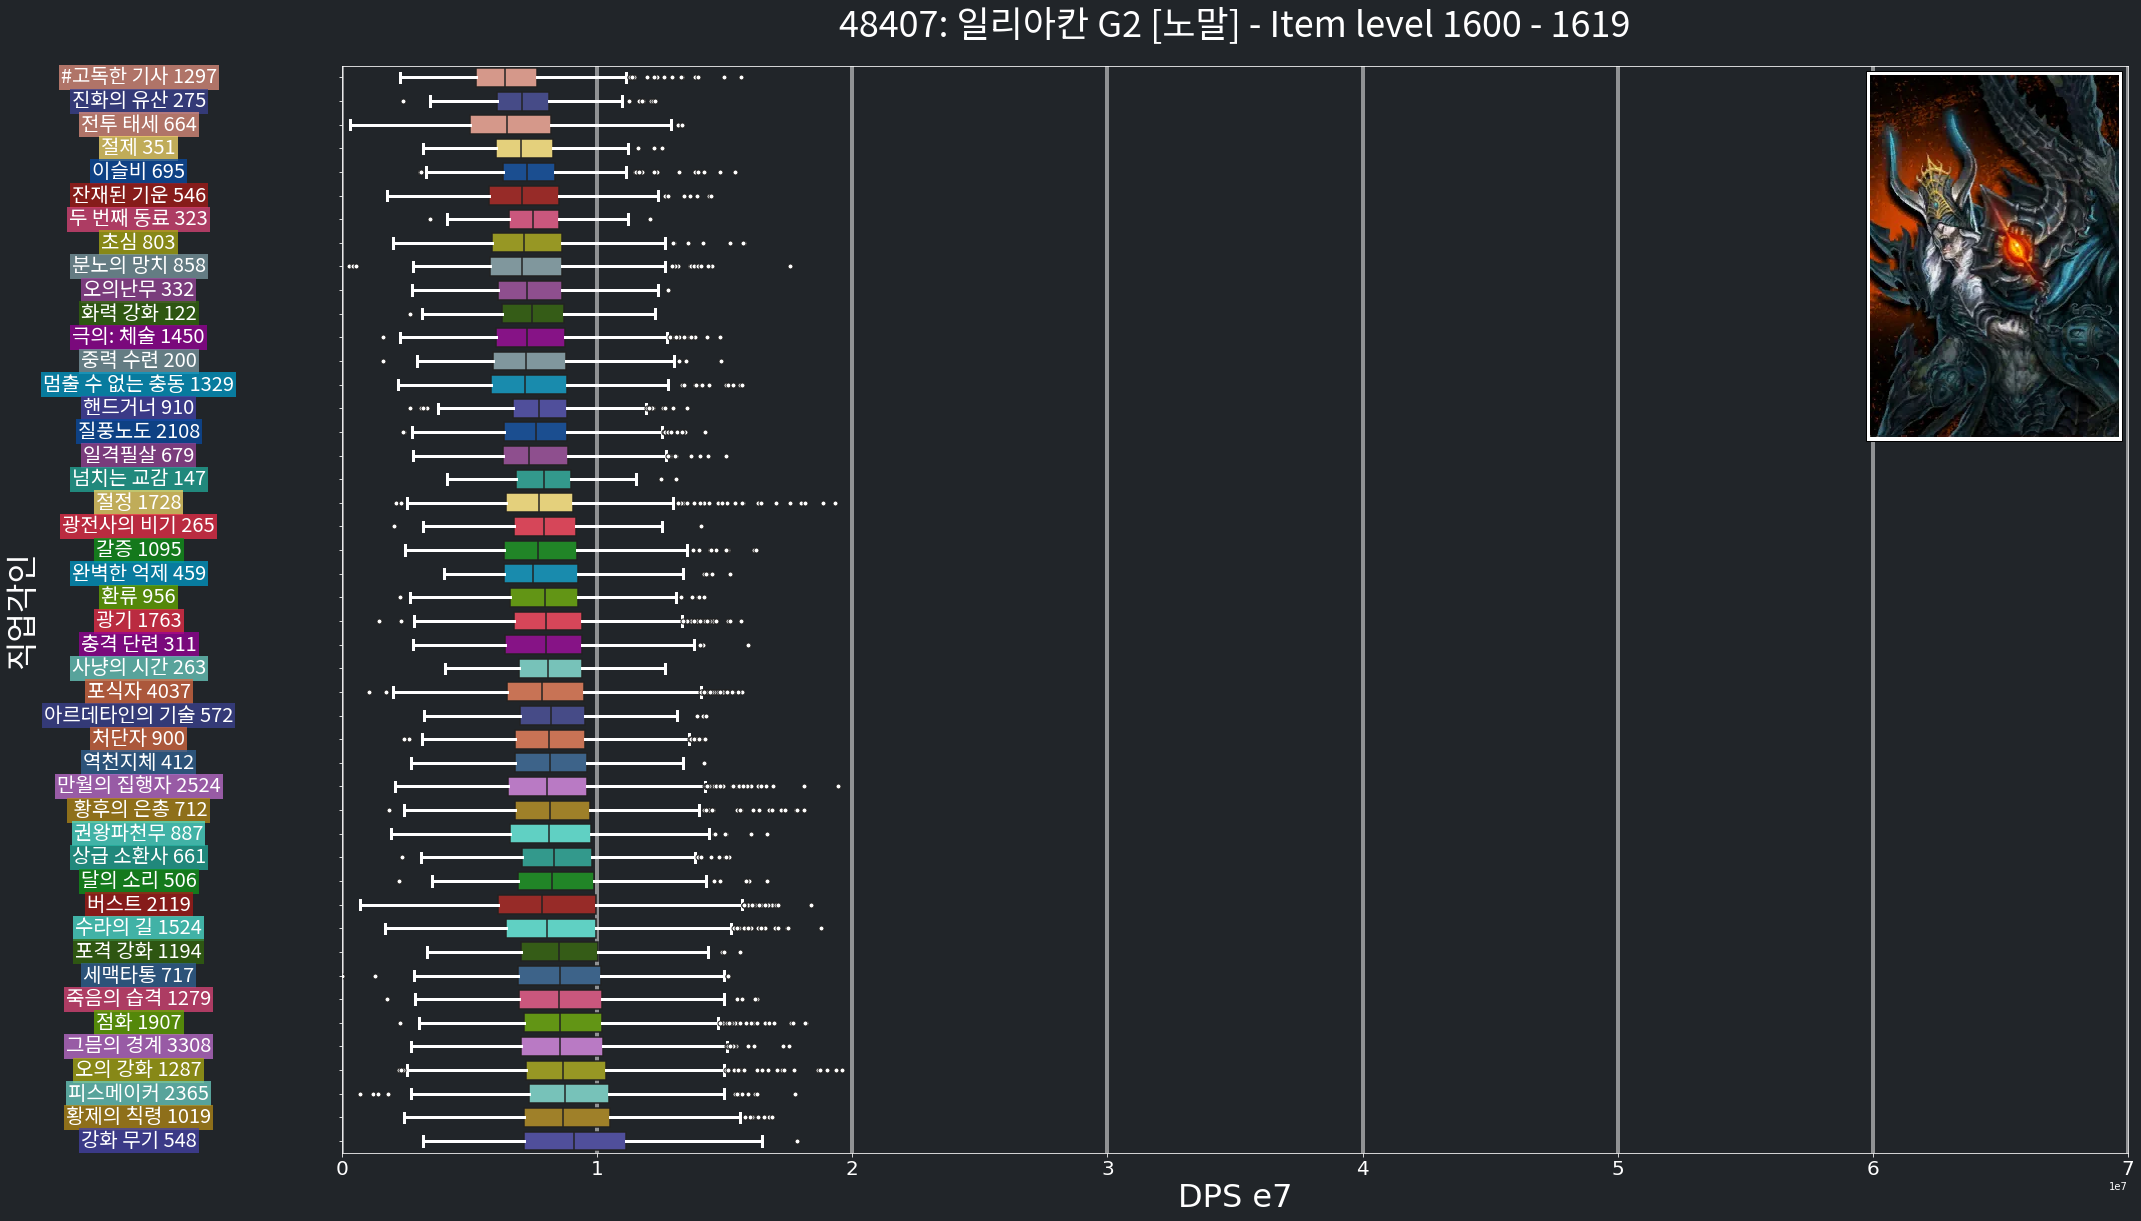 48407: 일리아칸 G2 [노말] - Item level 1600 - 1619
#고독한 기사 1297
진화의 유산 275
전투 태세 664
절제 351
이슬비 695
잔재된 기운 546
두 번째 동료 323
초심 803
분노의 망치 858
오의난무 332
화력 강화 122
극의: 체술 1450
중력 수련 200
멈출 수 없는 충동 1329
핸드거너 910
질풍노도 2108
일격필살 679
넘치는 교감 147
절정 1728
광전사의 비기 265
갈증 1095
완벽한 억제 459
환류 956
광기 1763
충격 단련 311
사냥의 시간 263
포식자 4037
아르데타인의 기술 572
처단자 900
역천지체 412
만월의 집행자 2524
황후의 은총 712
권왕파천무 887
상급 소환사 661
달의 소리 506
버스트 2119
수라의 길 1524
포격 강화 1194
세맥타통 717
죽음의 습격 1279
점화 1907
그믐의 경계 3308
오의 강화 1287
피스메이커 2365
황제의 칙령 1019
강화 무기 548
직업각인
0 1 2 3 4 5 6 7
1e7
DPS e7